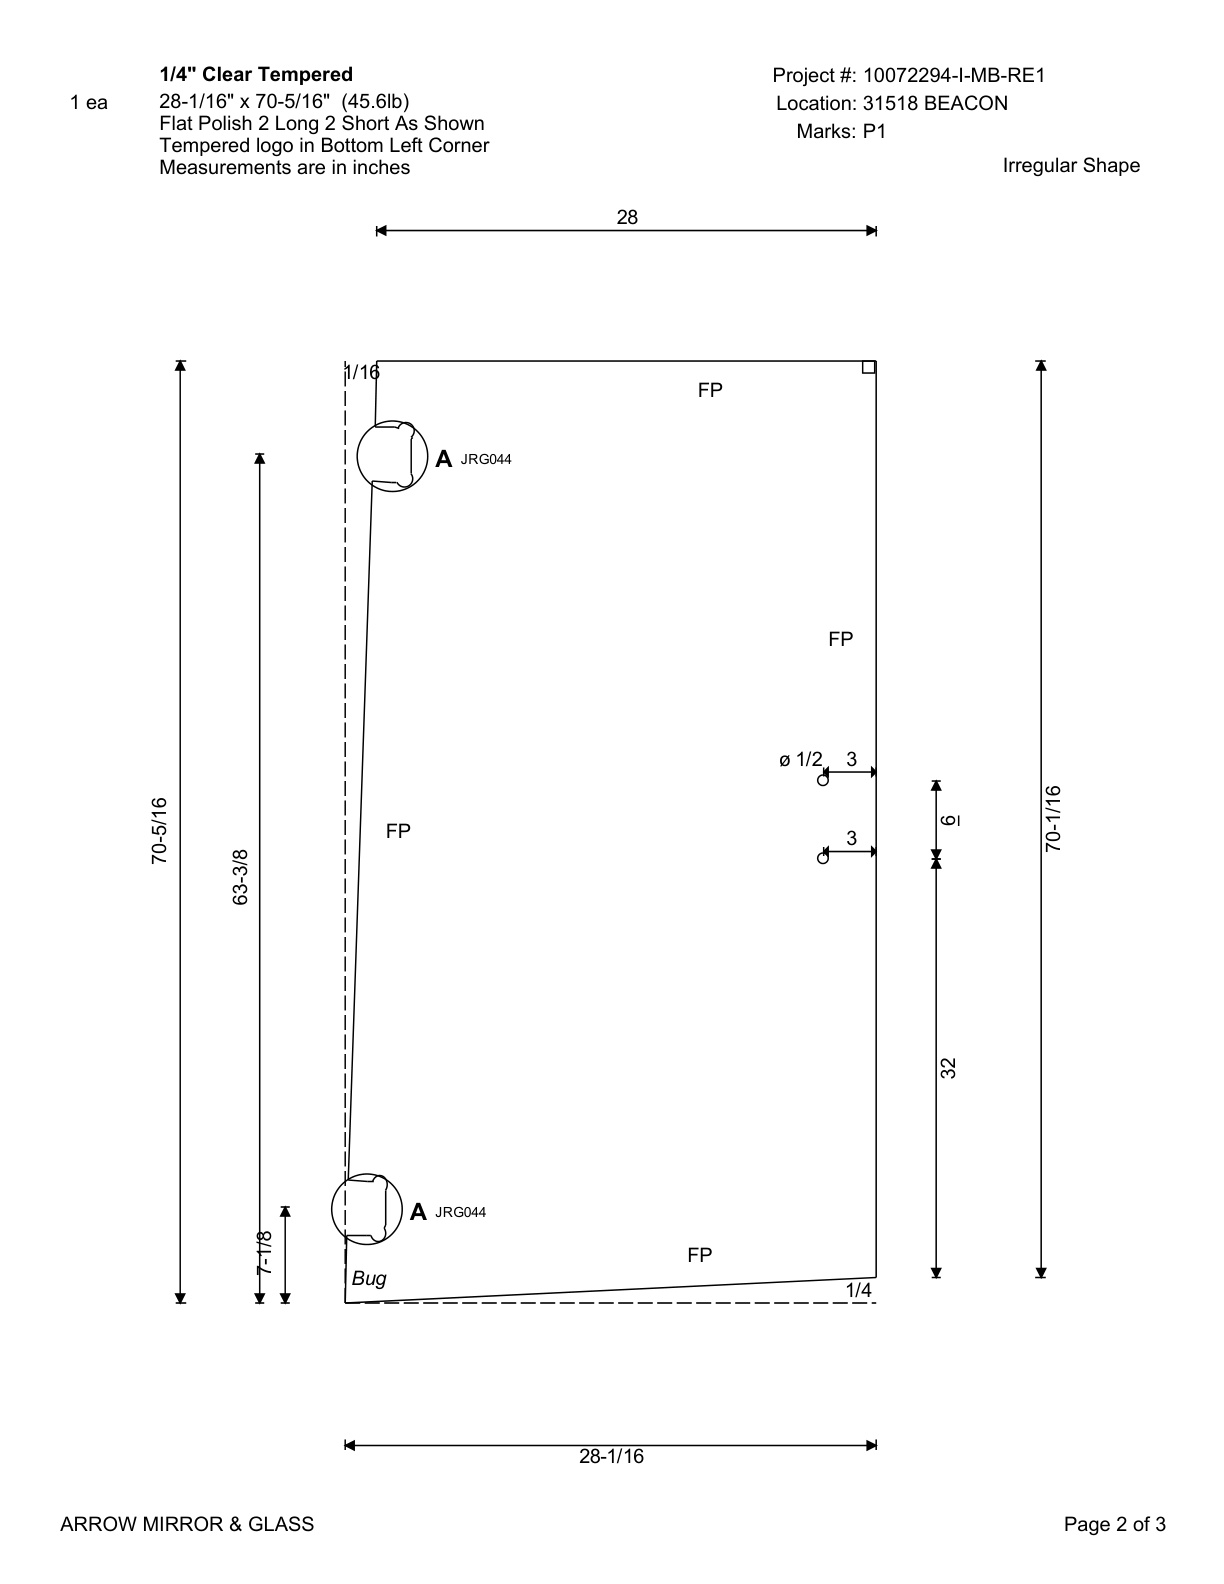 1/4" Clear Tempered
Project #: 10072294-I-MB-RE1
1 ea
28-1/16" x 70-5/16" (45.6lb)
Location: 31518 BEACON
Flat Polish 2 Long 2 Short As Shown
Marks: P1
Tempered logo in Bottom Left Corner
Measurements are in inches
Irregular Shape
28
1/16
FP
A JRG044
FP
ø 1/2
3
6
70-5/16
70-1/16
FP
3
63-3/8
32
A JRG044
7-1/8
FP
Bug
1/4
28-1/16
ARROW MIRROR & GLASS
Page 2 of 3